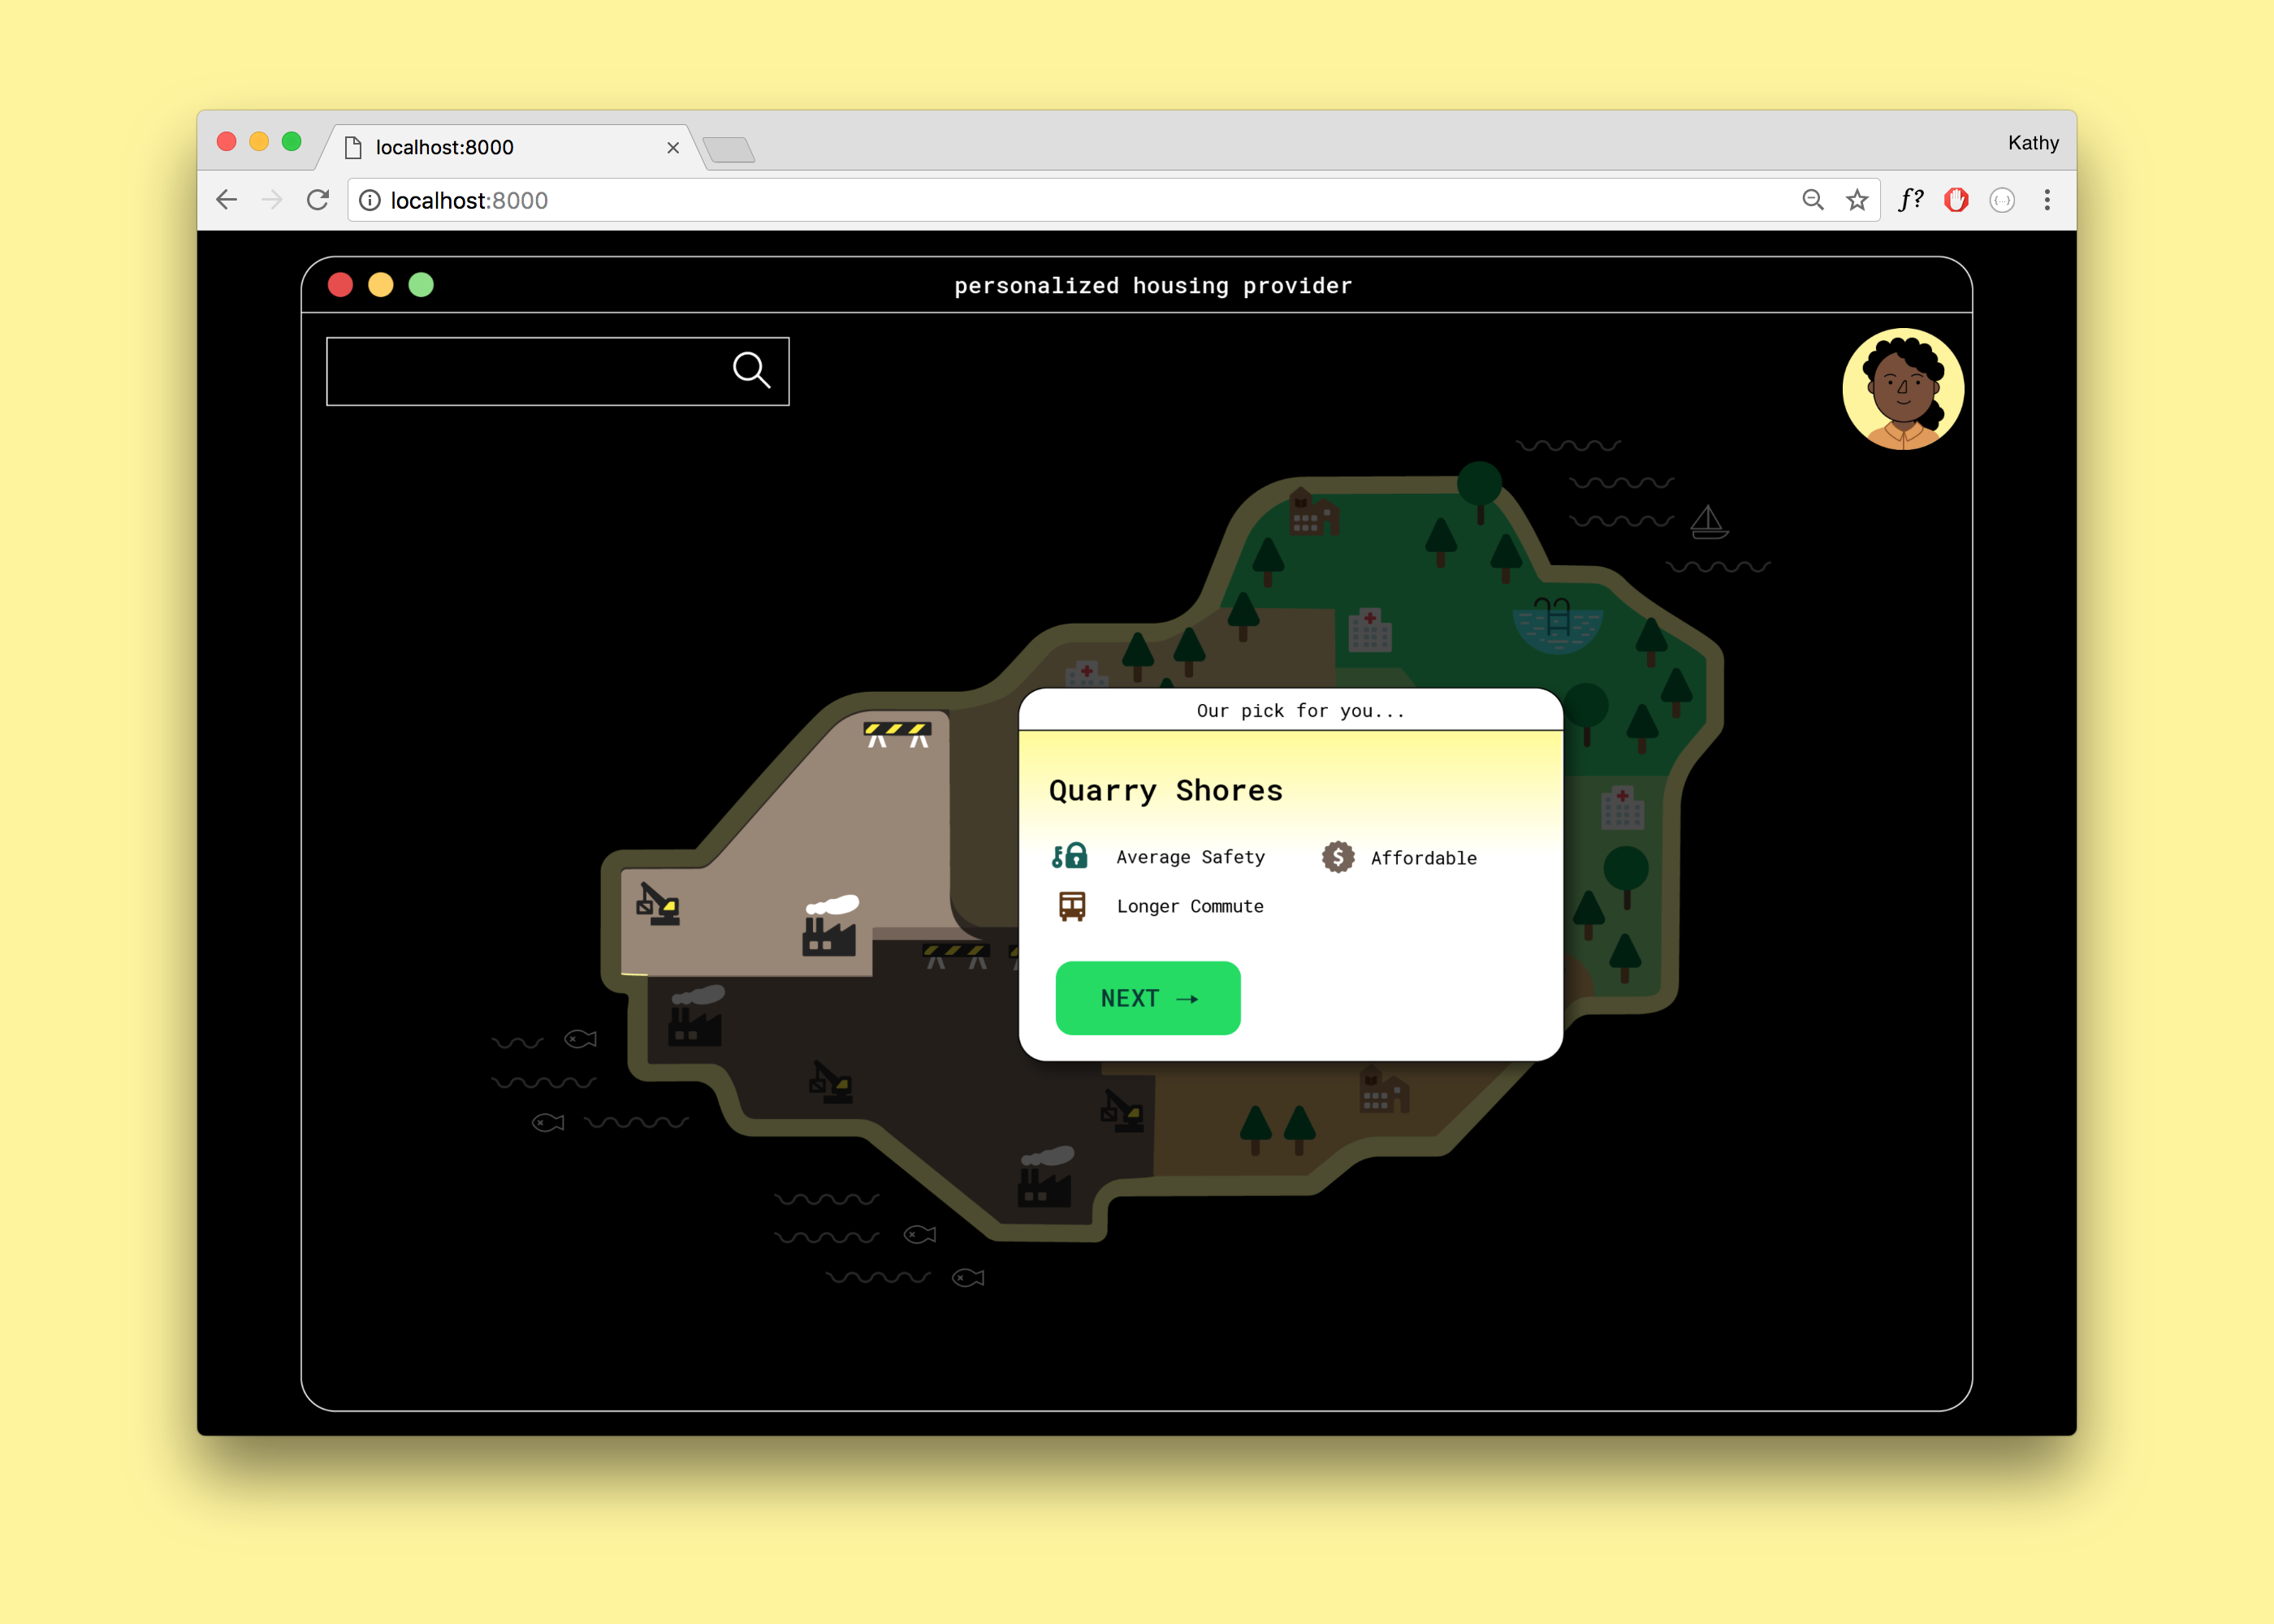 localhost:8000
Kathy
localhost:8000
f?
{...}
personalized housing provider
Our pick for you...
Quarry Shores
Average Safety
$ Affordable
Longer Commute
NEXT →